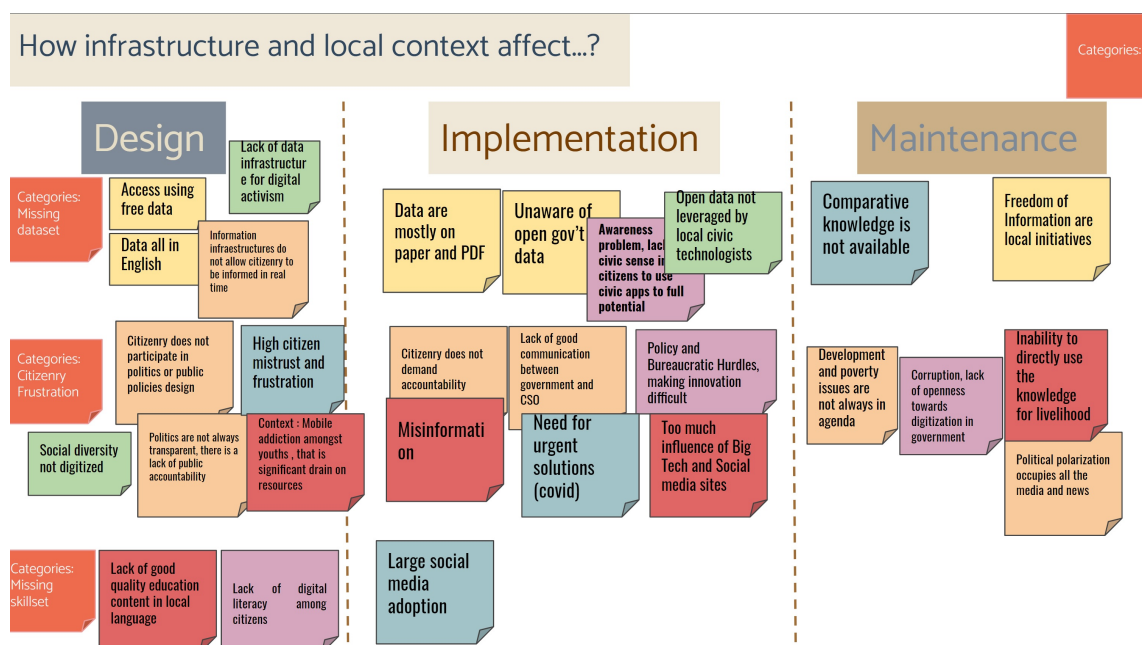 How infrastructure and local context affect...?
Categories:
Design
Implementation
Maintenance
Categories:
Missing
dataset
Access using
free data
Lack of data
infrastructur
e for digital
activism
Data all in
English
Information
infraestructures do
not allow citizenry to
be informed in real
time
Data are
mostly on
paper and PDF
Unaware of
open gov't
data
Awareness
problem, lack
civic sense in
citizens to use
civic apps to full
potential
Open data not
leveraged by
local civic
technologists
Comparative
knowledge is
not available
Freedom of
Information are
local initiatives
Categories:
Citizenry
Frustration
Citizenry does not
participate in
politics or public
policies design
High citizen
mistrust and
frustration
Social diversity
not digitized
Politics are not always
transparent, there is a
lack of public
accountability
Context : Mobile
addiction amongst
youths , that is
significant drain on
resources
Citizenry does not
demand
accountability
Lack of good
communication
between
government and
CSO
Policy and
Bureaucratic Hurdles,
making innovation
difficult
Misinformati
on
Need for
urgent
solutions
(covid)
Too much
influence of Big
Tech and Social
media sites
Development
and poverty
issues are
not always in
agenda
Corruption, lack
of openness
towards
digitization in
government
Inability to
directly use
the
knowledge
for livelihood
Political polarization
occupies all the
media and news
Categories:
Missing
skillset
Lack of good
quality education
content in local
language
Lack of digital
literacy among
citizens
Large social
media
adoption